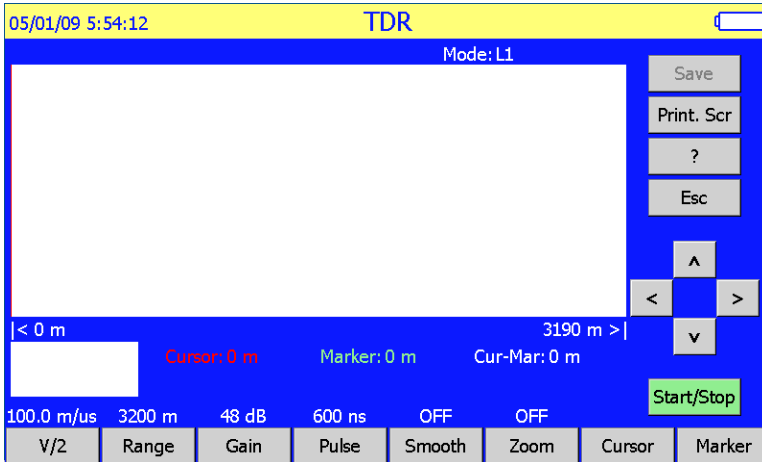 05/01/09 5:54:12 TDR
Mode: L1
Save
Print. Scr
?
Esc
^
< >
v
|< 0 m 3190 m >|
Cursor: 0 m Marker: 0 m Cur-Mar: 0 m
Start/Stop
100.0 m/us 3200 m 48 dB 600 ns OFF OFF
V/2 Range Gain Pulse Smooth Zoom Cursor Marker